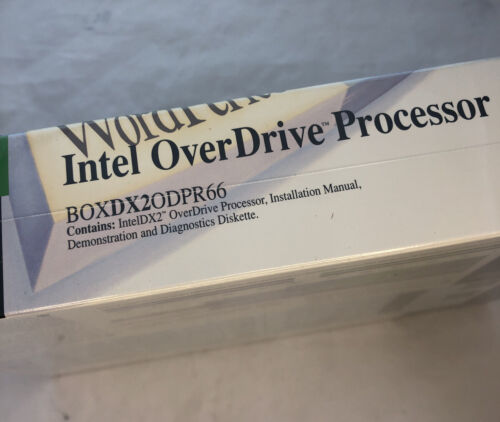 Intel OverDrive™ Processor
BOXDX2ODPR66
Contains: IntelDX2™ OverDrive Processor, Installation Manual,
Demonstration and Diagnostics Diskette.